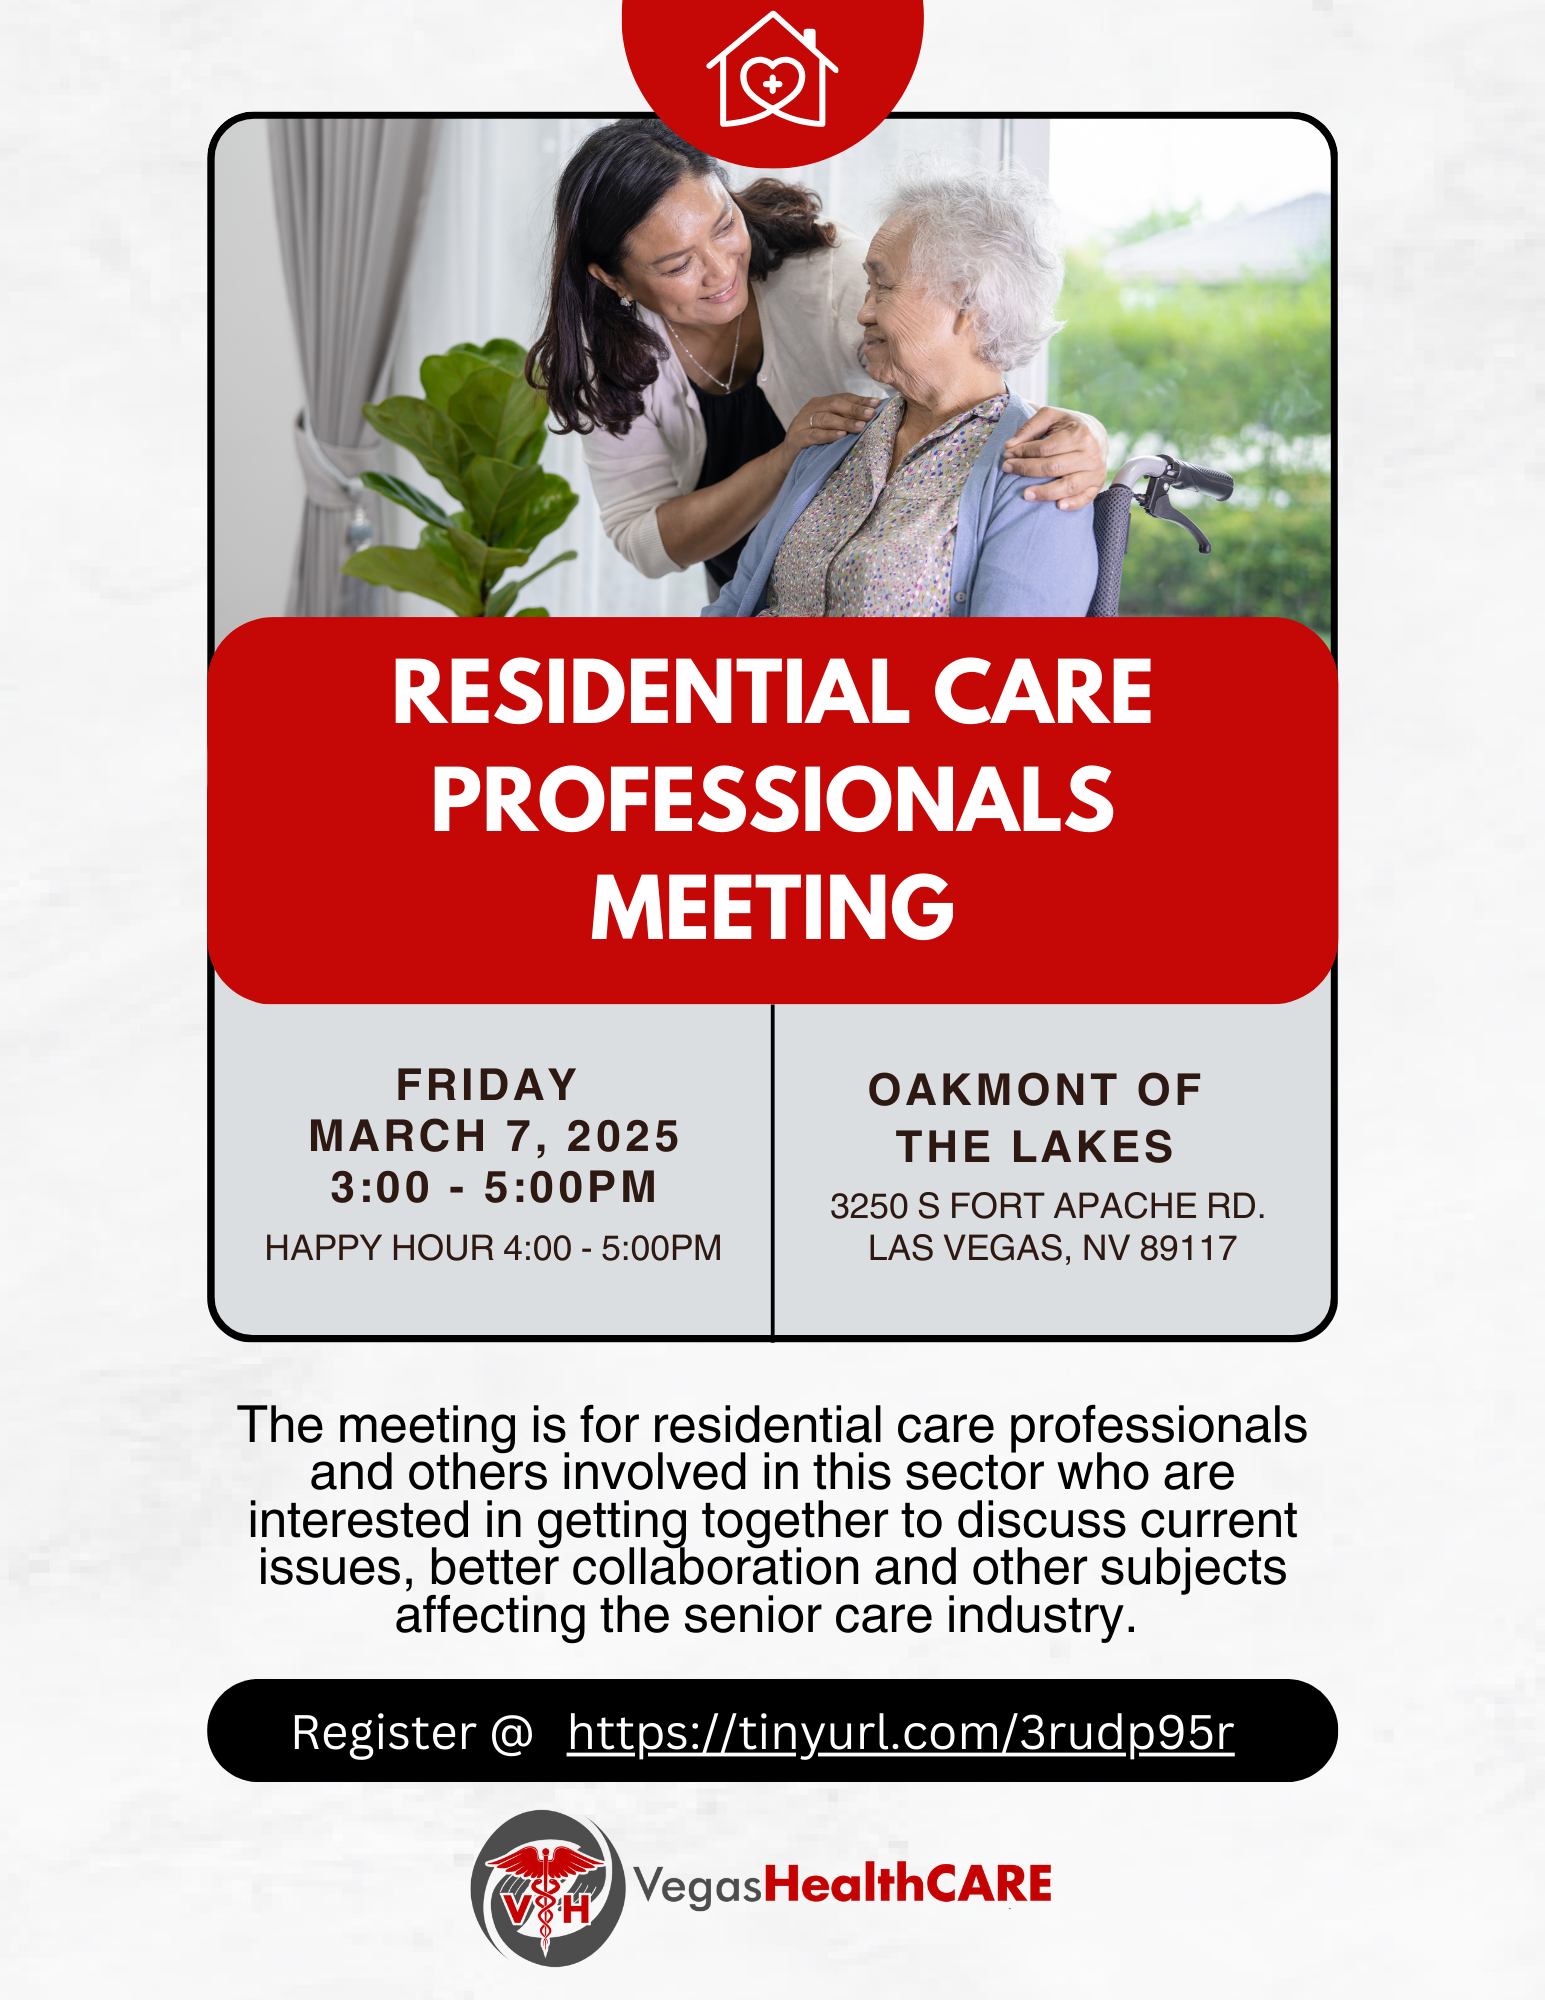 RESIDENTIAL CARE
PROFESSIONALS
MEETING
FRIDAY
MARCH 7, 2025
3:00 - 5:00PM
HAPPY HOUR 4:00 - 5:00PM
OAKMONT OF
THE LAKES
3250 S FORT APACHE RD.
LAS VEGAS, NV 89117
The meeting is for residential care professionals
and others involved in this sector who are
interested in getting together to discuss current
issues, better collaboration and other subjects
affecting the senior care industry.
Register @ https://tinyurl.com/3rudp95r
V H
VegasHealthCARE